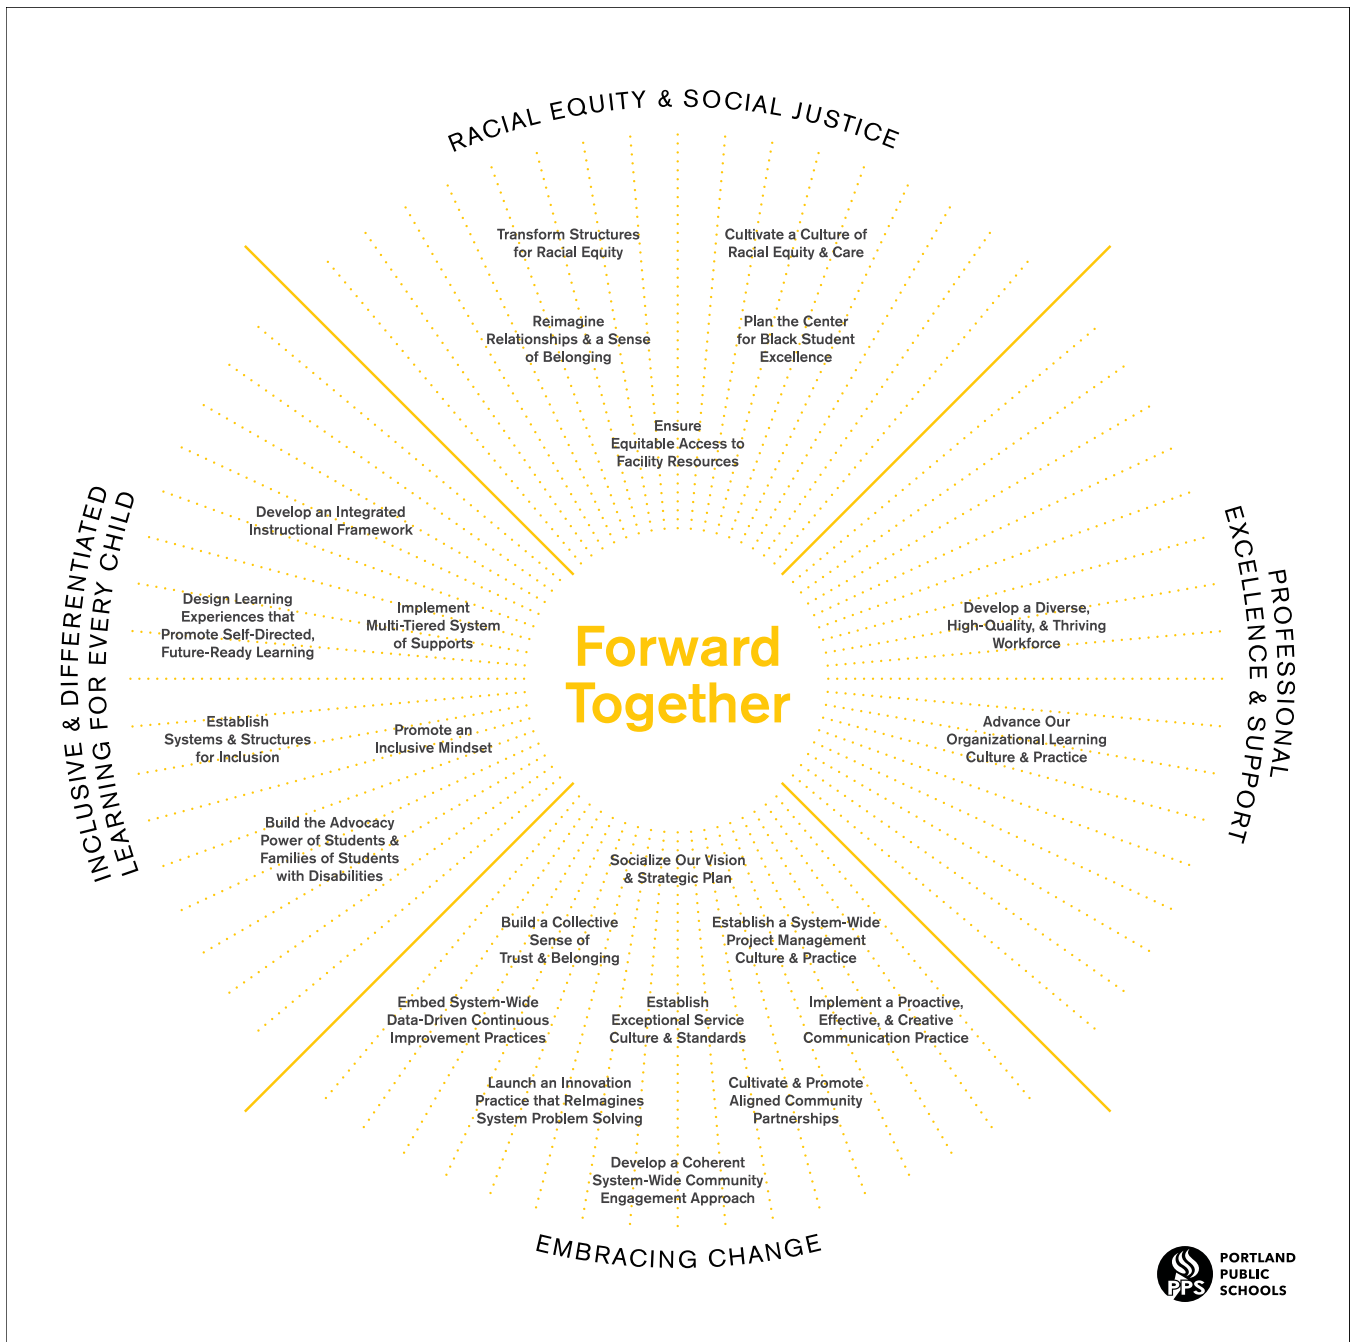 RACIAL EQUITY & SOCIAL JUSTICE
Transform Structures
for Racial Equity
Cultivate a Culture of
Racial Equity & Care
Reimagine
Relationships & a Sense
of Belonging
Plan the Center
for Black Student
Excellence
Ensure
Equitable Access to
Facility Resources
INCLUSIVE & DIFFERENTIATED
LEARNING FOR EVERY CHILD
Develop an Integrated
Instructional Framework
Design Learning
Experiences that
Promote Self-Directed,
Future-Ready Learning
Implement
Multi-Tiered System
of Supports
Establish
Systems & Structures
for Inclusion
Promote an
Inclusive Mindset
Build the Advocacy
Power of Students &
Families of Students
with Disabilities
Forward
Together
PROFESSIONAL
EXCELLENCE & SUPPORT
Develop a Diverse,
High-Quality, & Thriving
Workforce
Advance Our
Organizational Learning
Culture & Practice
Socialize Our Vision
& Strategic Plan
Build a Collective
Sense of
Trust & Belonging
Establish a System-Wide
Project Management
Culture & Practice
Embed System-Wide
Data-Driven Continuous
Improvement Practices
Establish
Exceptional Service
Culture & Standards
Implement a Proactive,
Effective, & Creative
Communication Practice
Launch an Innovation
Practice that ReImagines
System Problem Solving
Cultivate & Promote
Aligned Community
Partnerships
Develop a Coherent
System-Wide Community
Engagement Approach
EMBRACING CHANGE
PPS
PORTLAND
PUBLIC
SCHOOLS